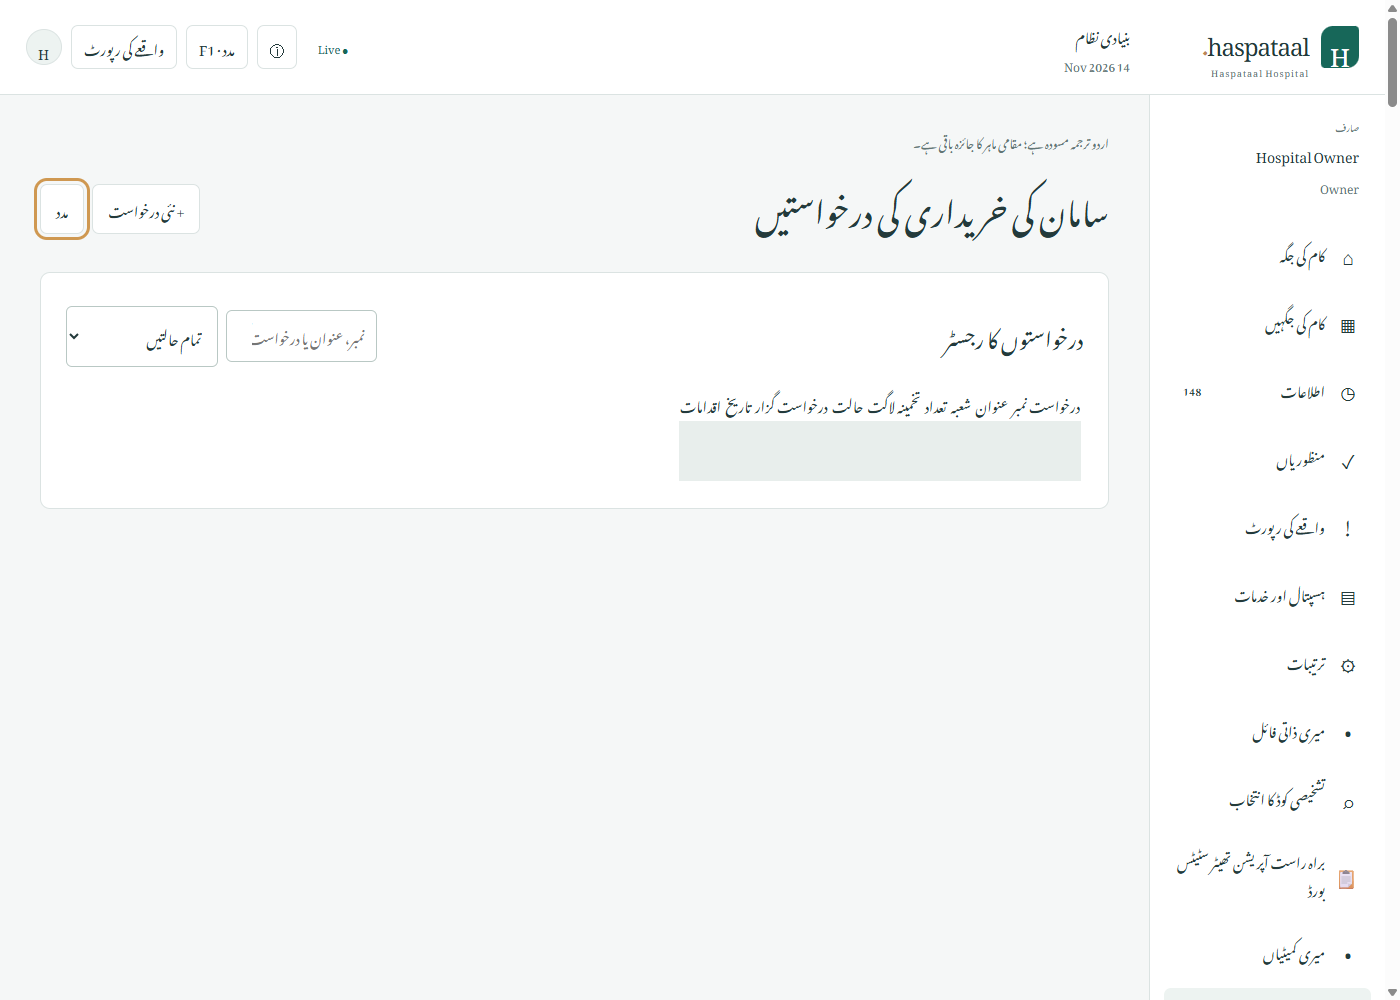 H
haspataal.
Haspataal Hospital
بنیادی نظام
14 Nov 2026
Live
ⓘ
مدد F10
واقعے کی رپورٹ
H
صارف
Hospital Owner
Owner
کام کی جگہ
کام کی جگہیں
اطلاعات 148
منظوریاں
واقعے کی رپورٹ
ہسپتال اور خدمات
ترتیبات
میری ذاتی فائل
تشخیصی کوڈ کا انتخاب
براہ راست آپریشن تھیٹر سٹیٹس
بورڈ
میری کمیٹیاں
اردو ترجمہ مسودہ ہے؛ مقامی ماہر کا جائزہ باقی ہے۔
سامان کی خریداری کی درخواستیں
+ نئی درخواست
مدد
درخواستوں کا رجسٹر
نمبر، عنوان یا درخواست
تمام حالتیں
درخواست نمبر عنوان شعبہ تعداد تخمینہ لاگت حالت درخواست گزار تاریخ اقدامات